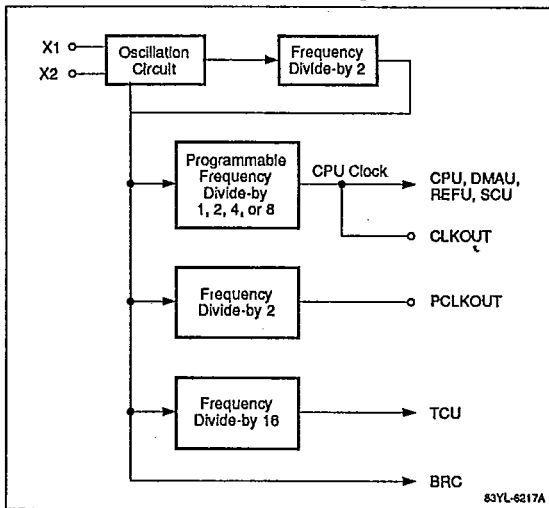 X1
X2
Oscillation
Circuit
Frequency
Divide-by 2
Programmable
Frequency
Divide-by
1, 2, 4, or 8
CPU Clock
CPU, DMAU,
REFU, SCU
CLKOUT
Frequency
Divide-by 2
PCLKOUT
Frequency
Divide-by 16
TCU
BRC
83YL-6217A